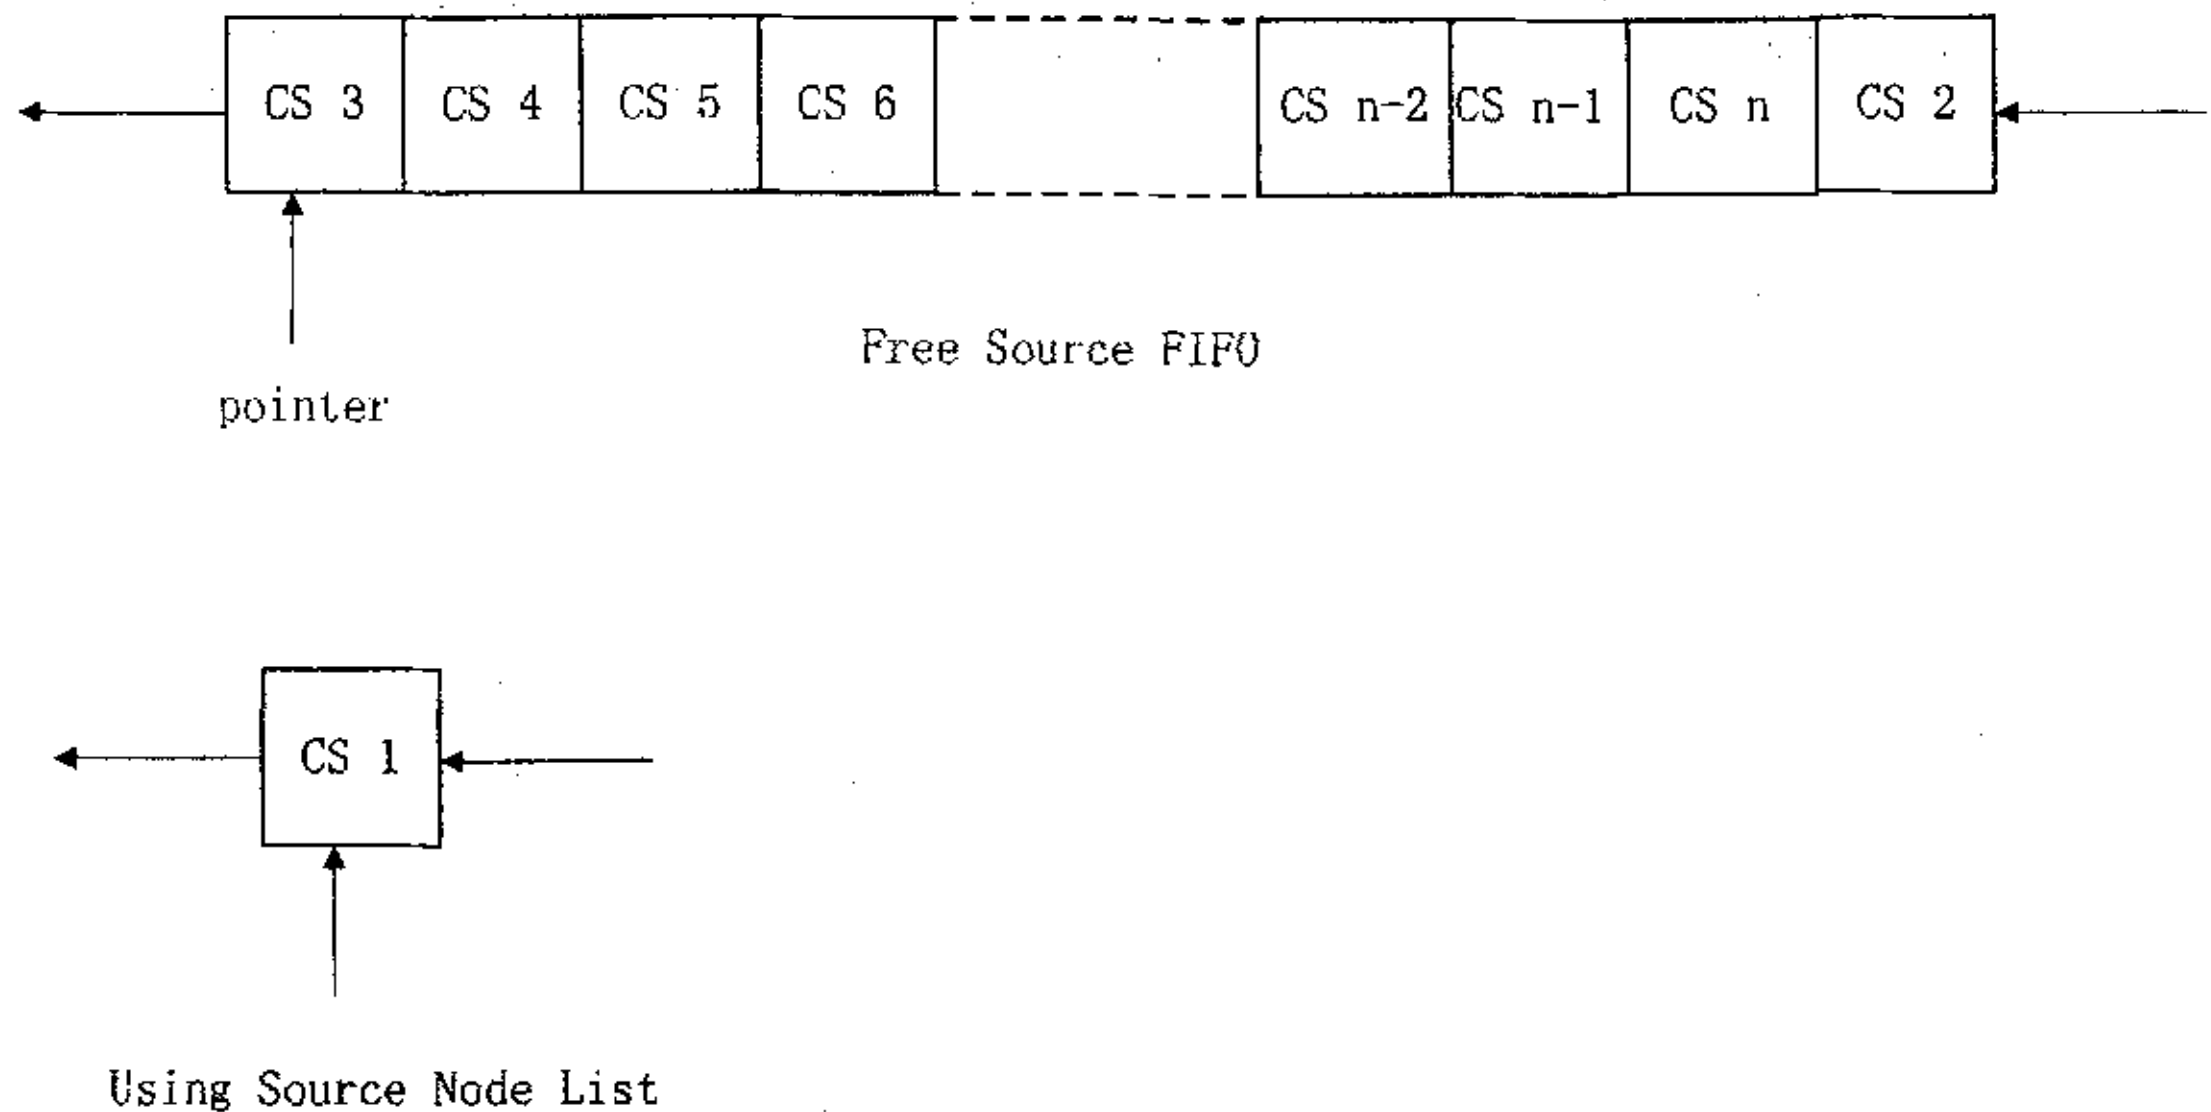 CS 3 CS 4 CS 5 CS 6 CS n-2 CS n-1 CS n CS 2
Free Source FIFO
pointer
CS 1
Using Source Node List